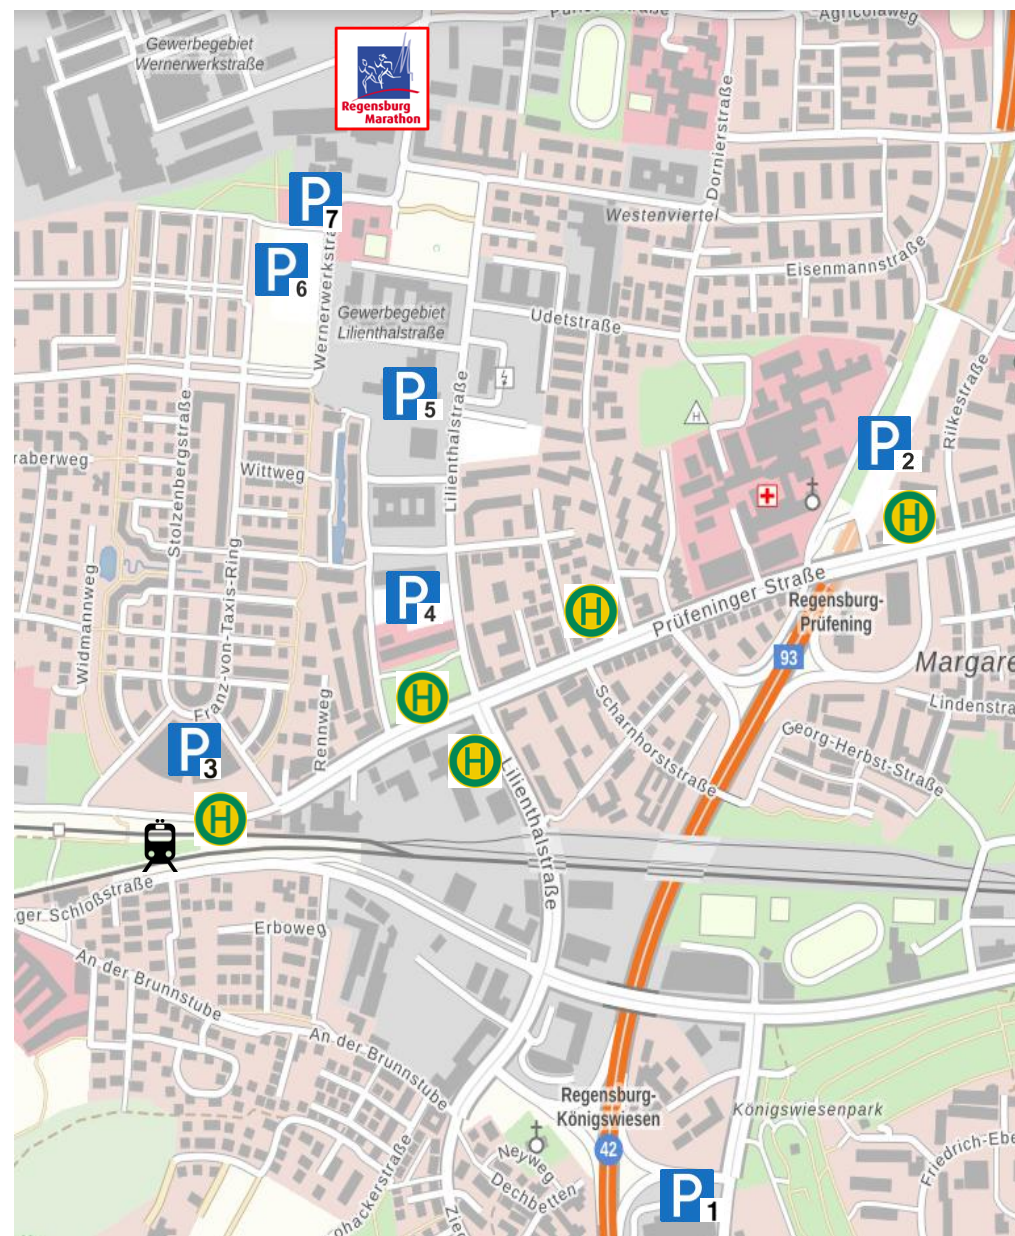 Gewerbegebiet
Wernerwerkstraße
Regensburg
Marathon
Agricolaweg
Dornierstraße
Westenviertel
P
7
P
6
Wernerwerkstra
Eisenmannstraße
Gewerbegebiet
Lilienthalstraße
Udetstraße
P
5
Lilienthalstraße
H
Rilkestraße
P
2
H
raberweg
Stolzenbergstraße
Wittweg
Widmannweg
Franz-von-Taxis-Ring
P
4
H
Prüfeninger Straße
Regensburg-
Prüfening
93
Margare
Lindenstra
H
Rennweg
Scharnhorststraße
Georg-Herbst-Straße
P
3
H
Lilienthalstraße
H
ger Schloßstraße
Erboweg
An der Brunnstube
An der Brunnstube
Regensburg-
Königswiesen
Königswiesenpark
42
Neyweg
Dechbetten
Friedrich-Ebe
ohackerstraße
Zieg
P
1